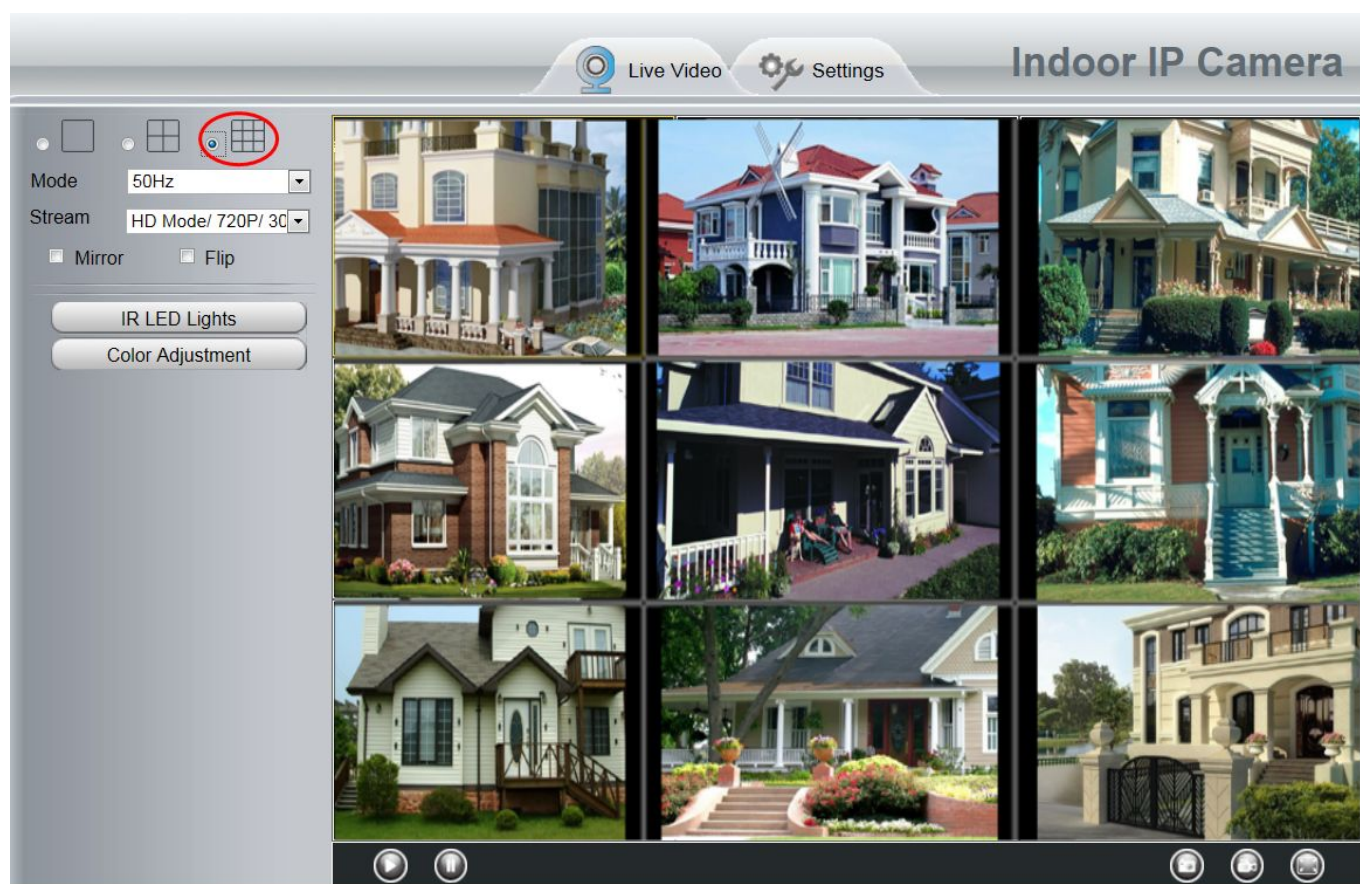 Live Video
Settings
Indoor IP Camera
Mode
50Hz
Stream
HD Mode/ 720P/ 30
Mirror
Flip
IR LED Lights
Color Adjustment